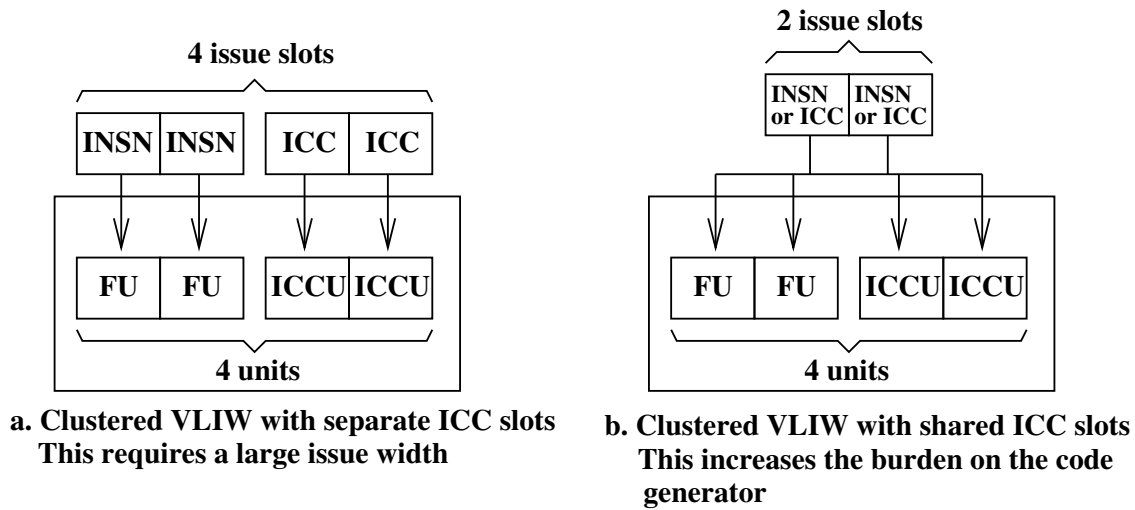 4 issue slots
INSN INSN ICC ICC
FU FU ICCU ICCU
4 units
a. Clustered VLIW with separate ICC slots
This requires a large issue width
2 issue slots
INSN INSN
or ICC or ICC
FU FU ICCU ICCU
4 units
b. Clustered VLIW with shared ICC slots
This increases the burden on the code
generator